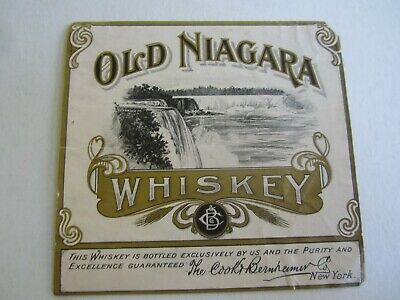 OLD NIAGARA
WHISKEY
CB
THIS WHISKEY IS BOTTLED EXCLUSIVELY BY US AND THE PURITY AND
EXCELLENCE GUARANTEED The Cook & Bernheimer Co
New York.